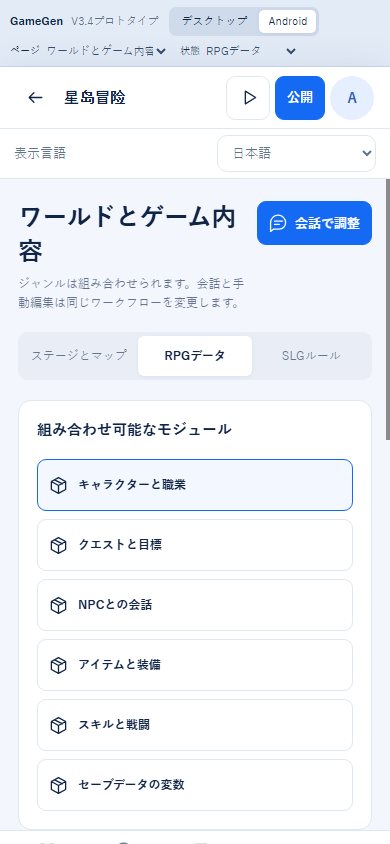 GameGen V3.4プロトタイプ デスクトップ Android
ページ ワールドとゲーム内容 状態 RPGデータ
星岛冒险 公開 A
表示言語 日本語
ワールドとゲーム内
容
会話で調整
ジャンルは組み合わせられます。会話と手
動編集は同じワークフローを変更します。
ステージとマップ RPGデータ SLGルール
組み合わせ可能なモジュール
キャラクターと職業
クエストと目標
NPCとの会話
アイテムと装備
スキルと戦闘
セーブデータの変数